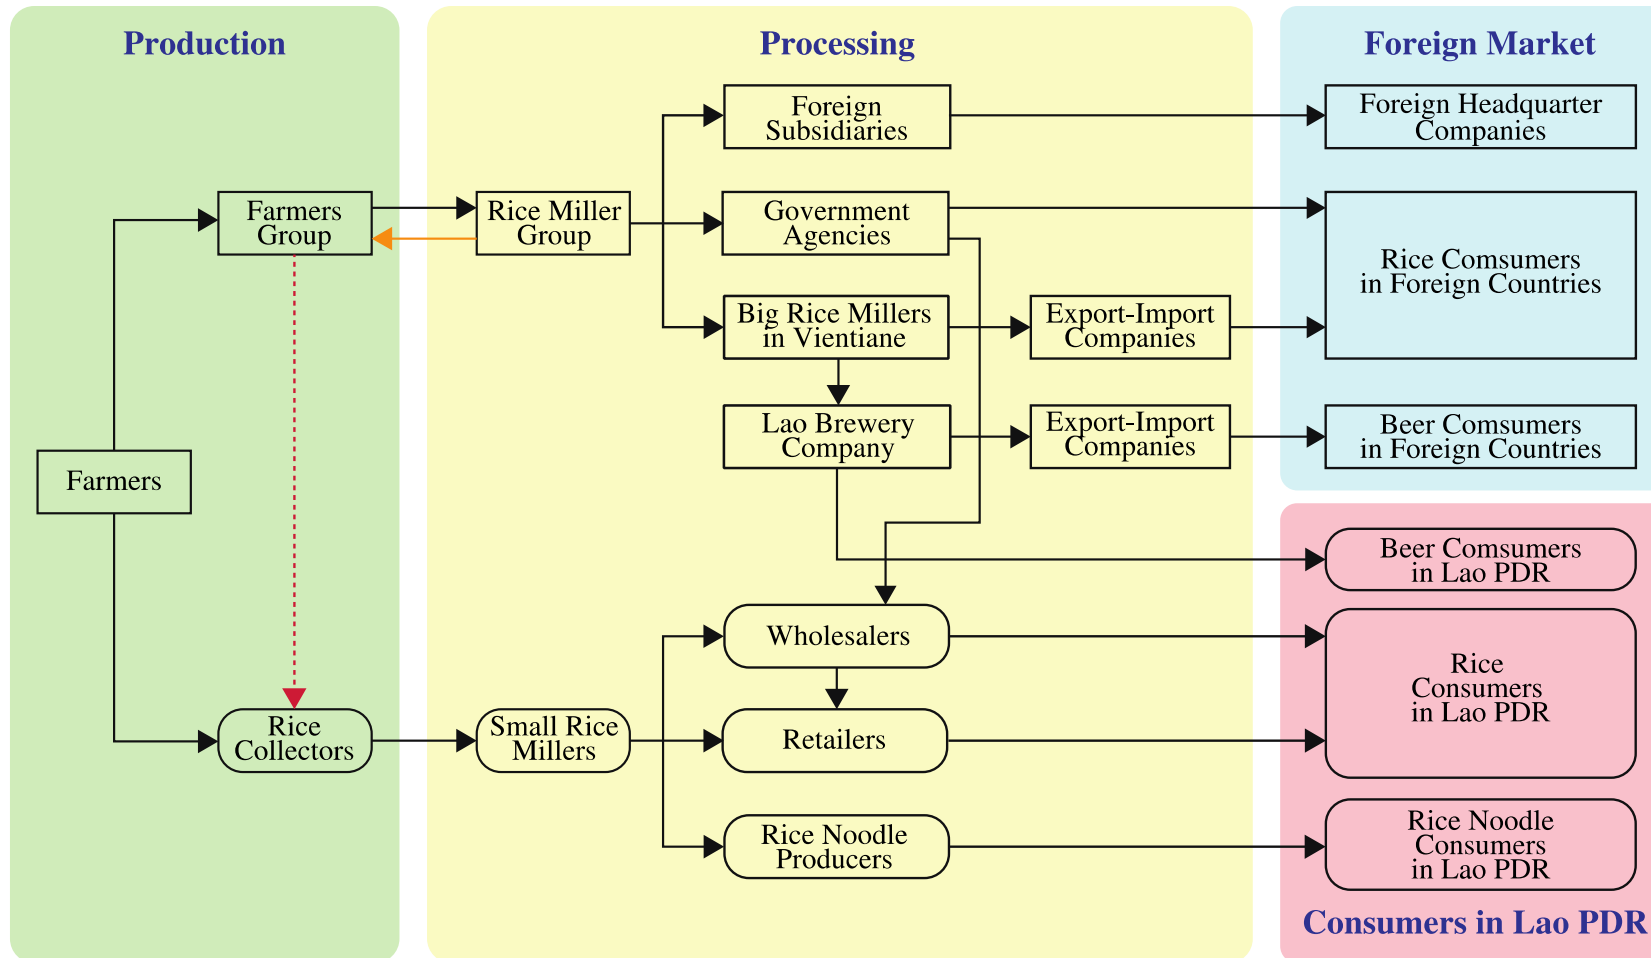 Production
Processing
Foreign Market
Foreign
Subsidiaries
Foreign Headquarter
Companies
Farmers
Group
Rice Miller
Group
Government
Agencies
Rice Comsumers
in Foreign Countries
Big Rice Millers
in Vientiane
Export-Import
Companies
Lao Brewery
Company
Export-Import
Companies
Beer Comsumers
in Foreign Countries
Farmers
Beer Comsumers
in Lao PDR
Wholesalers
Rice
Consumers
in Lao PDR
Rice
Collectors
Small Rice
Millers
Retailers
Rice Noodle
Producers
Rice Noodle
Consumers
in Lao PDR
Consumers in Lao PDR